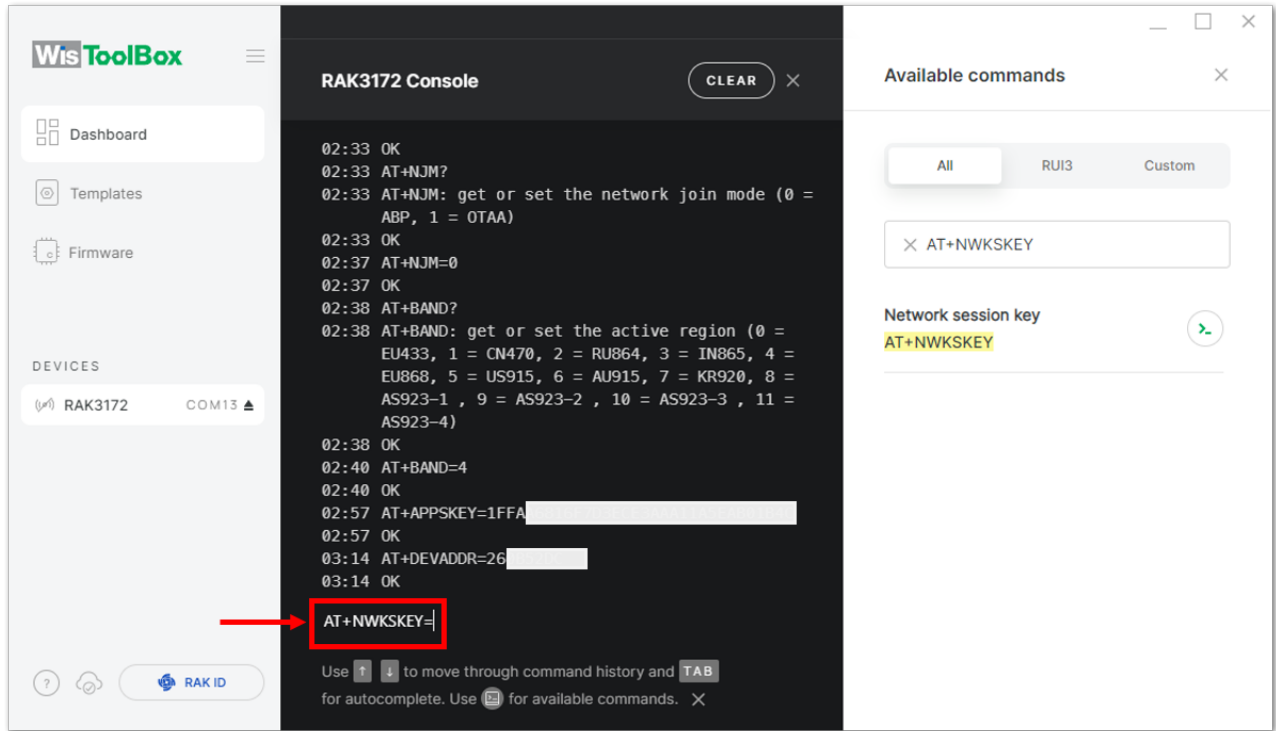 WisToolBox
Dashboard
Templates
Firmware
DEVICES
RAK3172 COM13
? RAK ID
RAK3172 Console CLEAR
02:33 OK
02:33 AT+NJM?
02:33 AT+NJM: get or set the network join mode (0 =
ABP, 1 = OTAA)
02:33 OK
02:37 AT+NJM=0
02:37 OK
02:38 AT+BAND?
02:38 AT+BAND: get or set the active region (0 =
EU433, 1 = CN470, 2 = RU864, 3 = IN865, 4 =
EU868, 5 = US915, 6 = AU915, 7 = KR920, 8 =
AS923-1 , 9 = AS923-2 , 10 = AS923-3 , 11 =
AS923-4)
02:38 OK
02:40 AT+BAND=4
02:40 OK
02:57 AT+APPSKEY=1FFA
02:57 OK
03:14 AT+DEVADDR=26
03:14 OK
AT+NWKSKEY=
Use ↑ ↓ to move through command history and TAB
for autocomplete. Use for available commands.
Available commands
All RUI3 Custom
AT+NWKSKEY
Network session key
AT+NWKSKEY